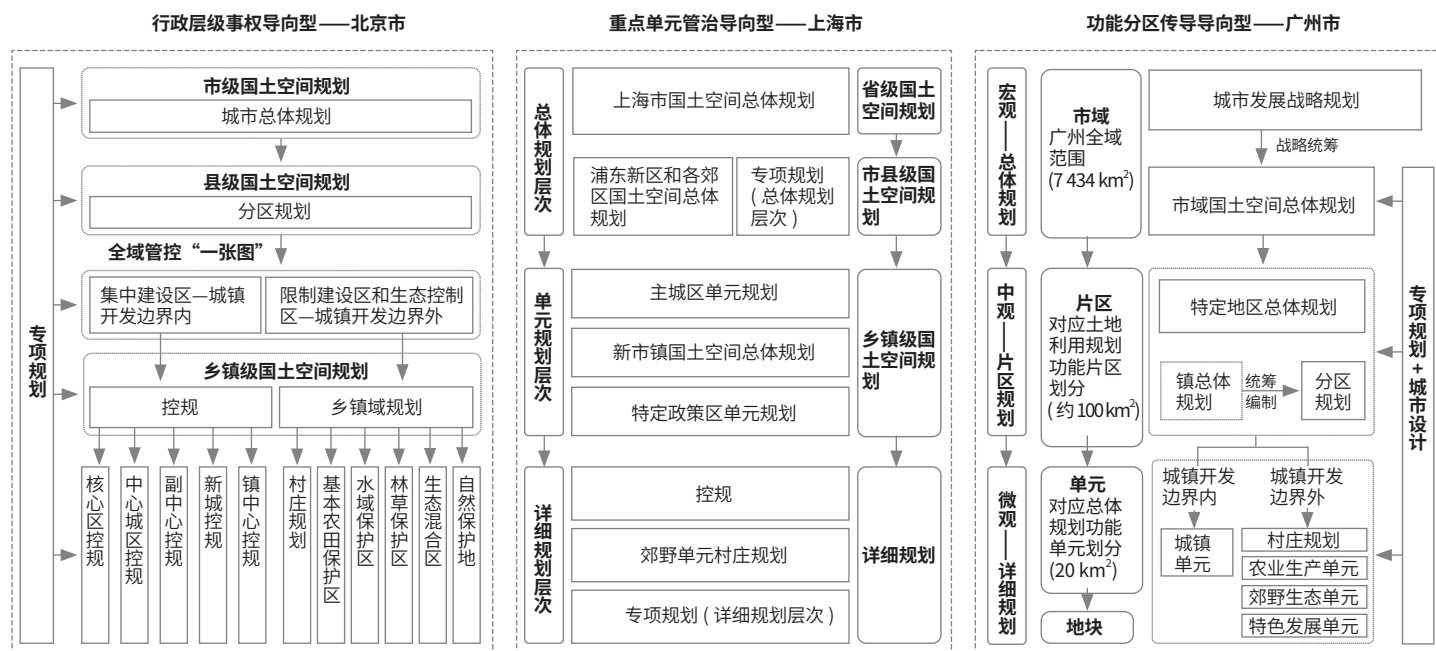 行政层级事权导向型——北京市
专项规划
市级国土空间规划
城市总体规划
县级国土空间规划
分区规划
全域管控“一张图”
集中建设区—城镇
开发边界内
限制建设区和生态控制
区—城镇开发边界外
乡镇级国土空间规划
控规
乡镇域规划
核心区控规
中心城区控规
副中心控规
新城控规
镇中心控规
村庄规划
基本农田保护区
水域保护区
林草保护区
生态混合区
自然保护地
重点单元管治导向型——上海市
总体规划层次
上海市国土空间总体规划
省级国土
空间规划
浦东新区和各郊
区国土空间总体
规划
专项规划
(总体规划
层次)
市县级国
土空间规
划
单元规划层次
主城区单元规划
新市镇国土空间总体规划
特定政策区单元规划
乡镇级国
土空间规
划
详细规划层次
控规
郊野单元村庄规划
专项规划(详细规划层次)
详细规划
功能分区传导导向型——广州市
宏观——总体规划
市域
广州全域
范围
(7 434 km²)
城市发展战略规划
战略统筹
市域国土空间总体规划
中观——片区规划
片区
对应土地
利用规划
功能片区
划分
(约100 km²)
特定地区总体规划
镇总体
规划
统筹
编制
分区
规划
微观——详细规划
单元
对应总体
规划功能
单元划分
(20 km²)
地块
城镇开发
边界内
城镇开发
边界外
城镇
单元
村庄规划
农业生产单元
郊野生态单元
特色发展单元
专项规划+城市设计